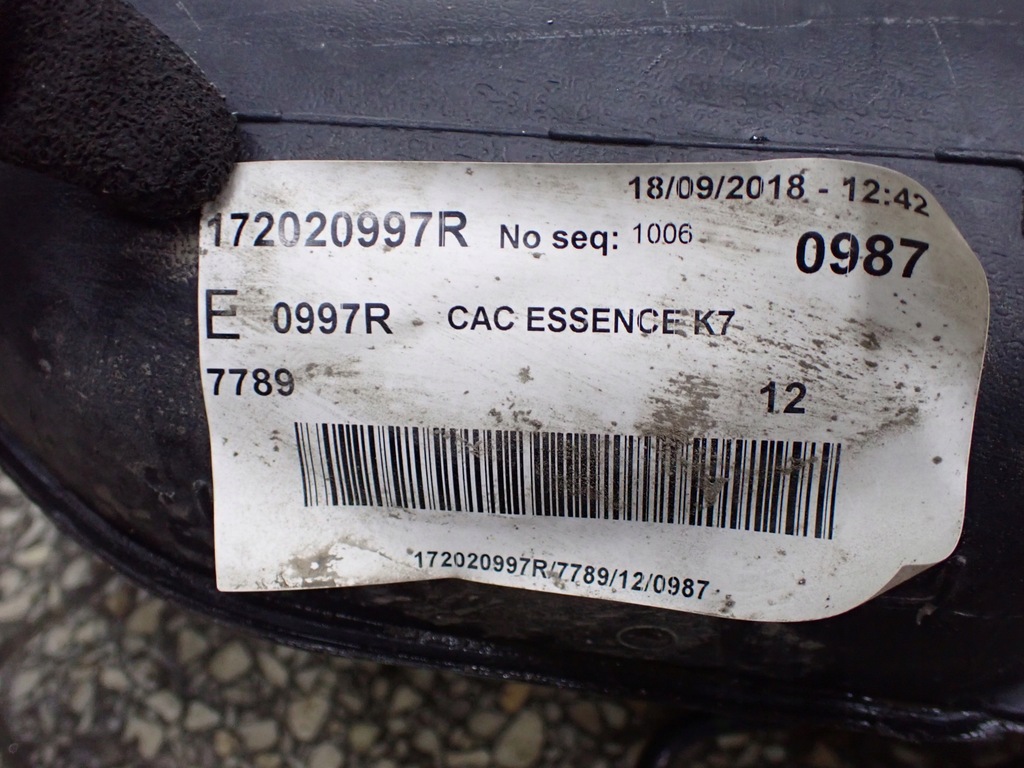 18/09/2018 - 12:42
172020997R No seq: 1006 0987
E 0997R CAC ESSENCE K7
7789 12
172020997R/7789/12/0987